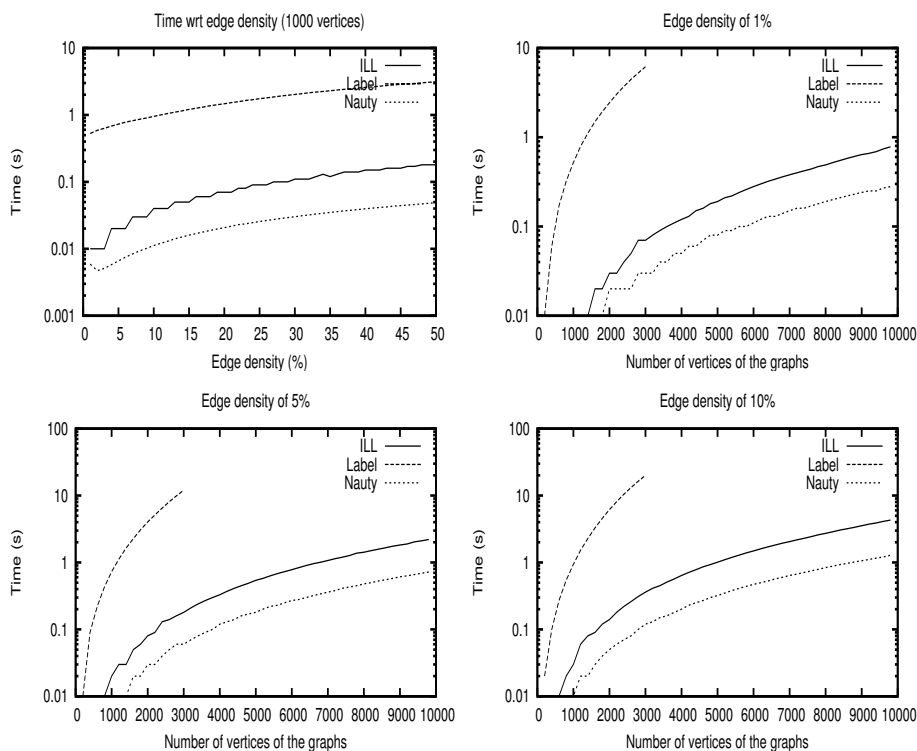 Time wrt edge density (1000 vertices)
10
1
0.1
0.01
0.001
Time (s)
ILL
Label
Nauty
0 5 10 15 20 25 30 35 40 45 50
Edge density (%)
Edge density of 1%
10
1
0.1
0.01
Time (s)
ILL
Label
Nauty
0 1000 2000 3000 4000 5000 6000 7000 8000 9000 10000
Number of vertices of the graphs
Edge density of 5%
100
10
1
0.1
0.01
Time (s)
ILL
Label
Nauty
0 1000 2000 3000 4000 5000 6000 7000 8000 9000 10000
Number of vertices of the graphs
Edge density of 10%
100
10
1
0.1
0.01
Time (s)
ILL
Label
Nauty
0 1000 2000 3000 4000 5000 6000 7000 8000 9000 10000
Number of vertices of the graphs